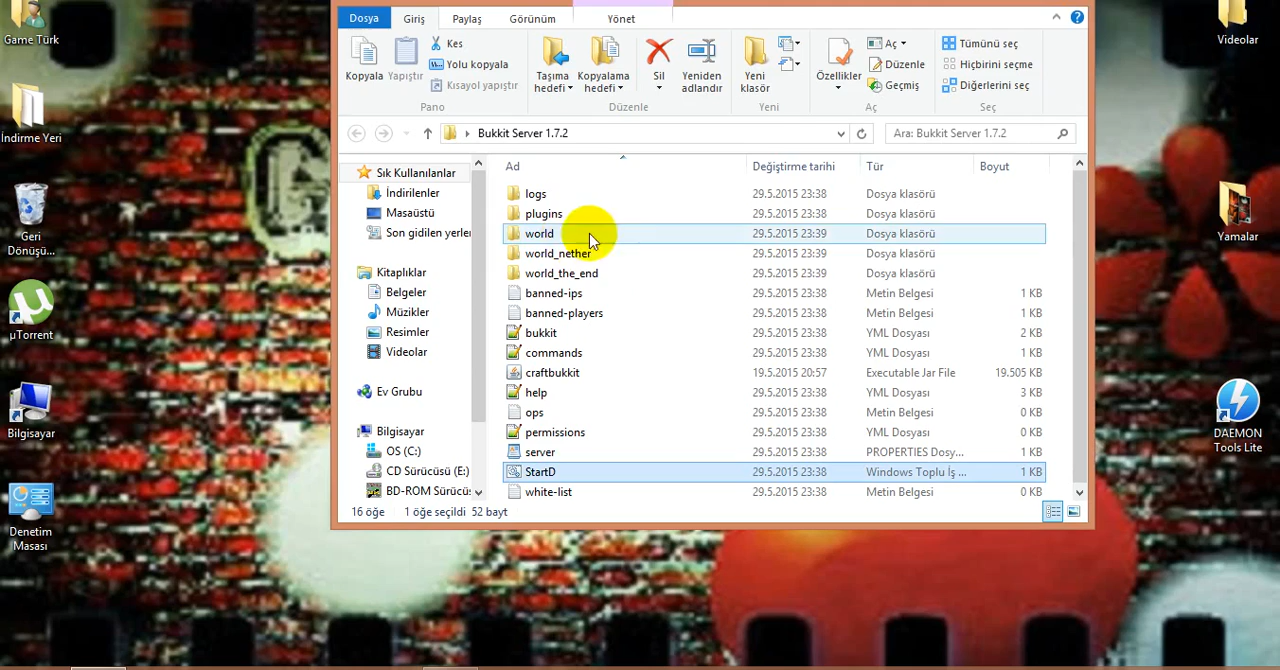 Game Türk
İndirme Yeri
Geri
Dönüşü...
µTorrent
Bilgisayar
Denetim
Masası
Dosya
Giriş
Paylaş
Görünüm
Yönet
Kopyala
Yapıştır
Kes
Yolu kopyala
Kısayol yapıştır
Pano
Taşıma
hedefi
Kopyalama
hedefi
Sil
Yeniden
adlandır
Düzenle
Yeni
klasör
Yeni
Özellikler
Aç
Düzenle
Geçmiş
Aç
Tümünü seç
Hiçbirini seçme
Diğerlerini seç
Seç
Bukkit Server 1.7.2
Ara: Bukkit Server 1.7.2
Sık Kullanılanlar
İndirilenler
Masaüstü
Son gidilen yerler
Kitaplıklar
Belgeler
Müzikler
Resimler
Videolar
Ev Grubu
Bilgisayar
OS (C:)
CD Sürücüsü (E:)
BD-ROM Sürücüs
Ad Değiştirme tarihi Tür Boyut
logs 29.5.2015 23:38 Dosya klasörü
plugins 29.5.2015 23:38 Dosya klasörü
world 29.5.2015 23:39 Dosya klasörü
world_nether 29.5.2015 23:39 Dosya klasörü
world_the_end 29.5.2015 23:39 Dosya klasörü
banned-ips 29.5.2015 23:38 Metin Belgesi 1 KB
banned-players 29.5.2015 23:38 Metin Belgesi 1 KB
bukkit 29.5.2015 23:38 YML Dosyası 2 KB
commands 29.5.2015 23:38 YML Dosyası 1 KB
craftbukkit 19.5.2015 20:57 Executable Jar File 19.505 KB
help 29.5.2015 23:38 YML Dosyası 3 KB
ops 29.5.2015 23:38 Metin Belgesi 0 KB
permissions 29.5.2015 23:38 YML Dosyası 0 KB
server 29.5.2015 23:38 PROPERTIES Dosy... 1 KB
StartD 29.5.2015 23:38 Windows Toplu İş ... 1 KB
white-list 29.5.2015 23:38 Metin Belgesi 0 KB
16 öğe 1 öğe seçildi 52 bayt
Videolar
Yamalar
DAEMON
Tools Lite